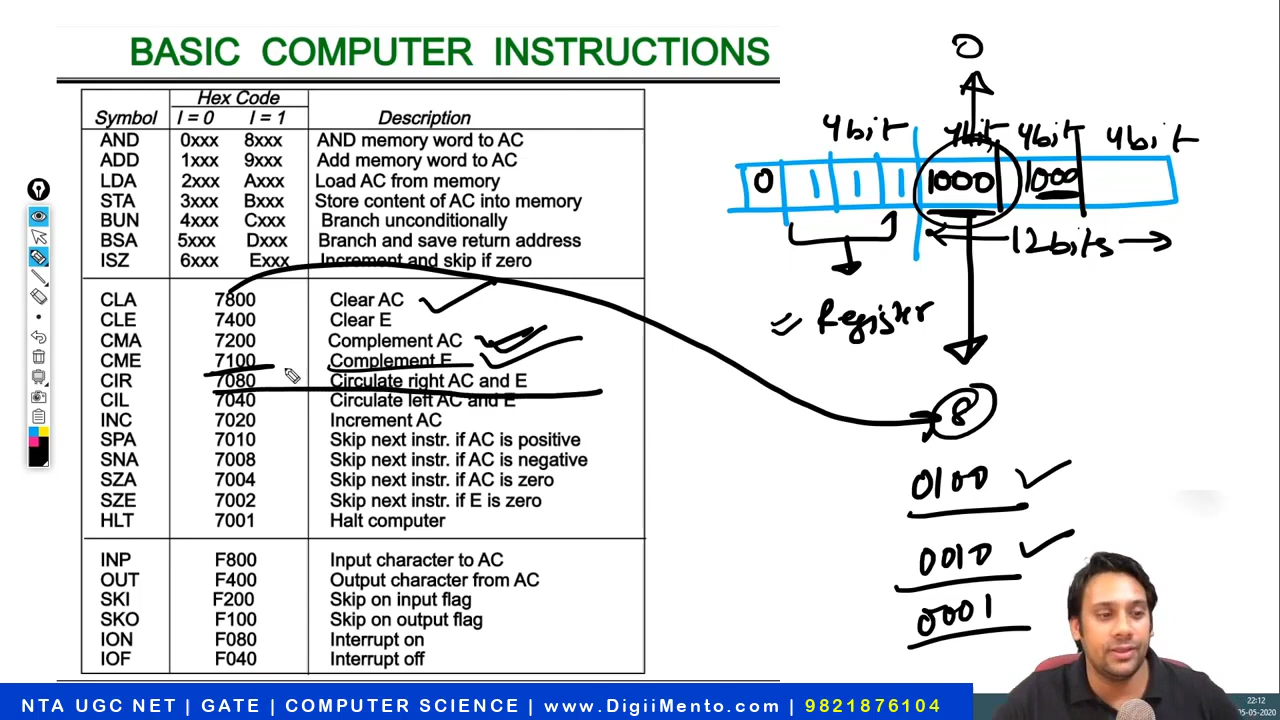 BASIC COMPUTER INSTRUCTIONS
Hex Code
Symbol I = 0 I = 1 Description
AND 0xxx 8xxx AND memory word to AC
ADD 1xxx 9xxx Add memory word to AC
LDA 2xxx Axxx Load AC from memory
STA 3xxx Bxxx Store content of AC into memory
BUN 4xxx Cxxx Branch unconditionally
BSA 5xxx Dxxx Branch and save return address
ISZ 6xxx Exxx Increment and skip if zero
CLA 7800 Clear AC
CLE 7400 Clear E
CMA 7200 Complement AC
CME 7100 Complement E
CIR 7080 Circulate right AC and E
CIL 7040 Circulate left AC and E
INC 7020 Increment AC
SPA 7010 Skip next instr. if AC is positive
SNA 7008 Skip next instr. if AC is negative
SZA 7004 Skip next instr. if AC is zero
SZE 7002 Skip next instr. if E is zero
HLT 7001 Halt computer
INP F800 Input character to AC
OUT F400 Output character from AC
SKI F200 Skip on input flag
SKO F100 Skip on output flag
ION F080 Interrupt on
IOF F040 Interrupt off
0
4bit 4bit 4bit 4bit
0 1 1 1 1000 1000
12bits
Register
8
0100
0010
0001
NTA UGC NET | GATE | COMPUTER SCIENCE | www.DigiiMento.com | 9821876104
22:12
05-05-2020